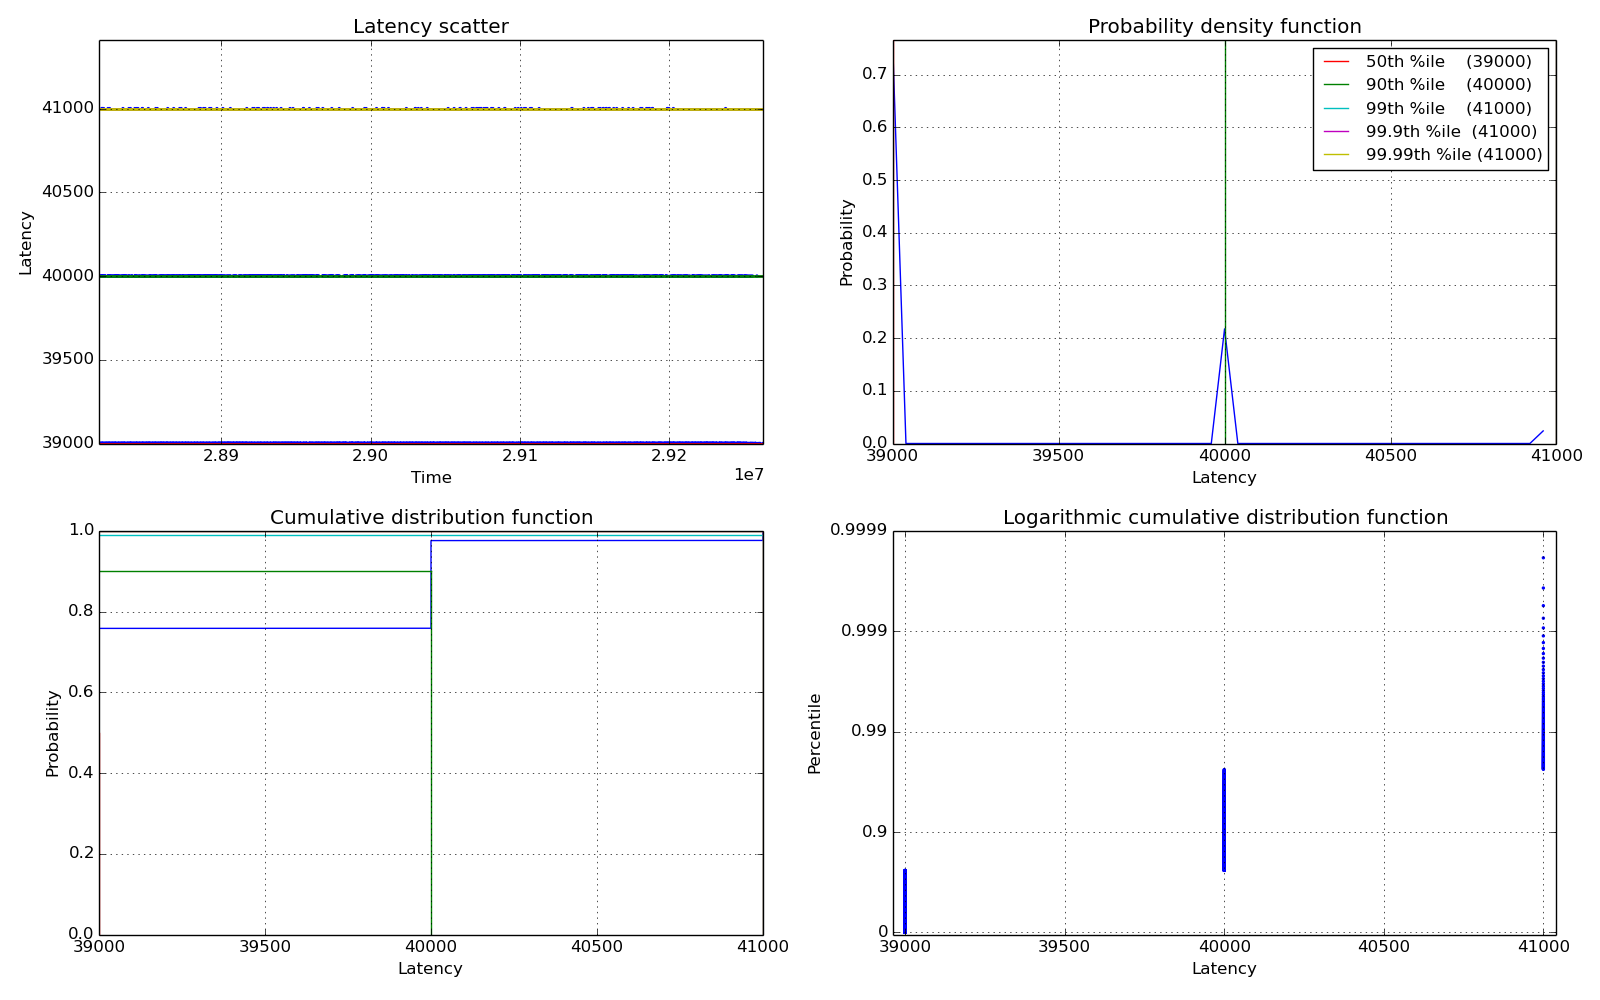 Latency scatter
41000
40500
40000
39500
39000
Latency
2.89
2.90
2.91
2.92
1e7
Time
Probability density function
0.7
0.6
0.5
0.4
0.3
0.2
0.1
0.0
Probability
50th %ile (39000)
90th %ile (40000)
99th %ile (41000)
99.9th %ile (41000)
99.99th %ile (41000)
39000
39500
40000
40500
41000
Latency
Cumulative distribution function
1.0
0.8
0.6
0.4
0.2
0.0
Probability
39000
39500
40000
40500
41000
Latency
Logarithmic cumulative distribution function
0.9999
0.999
0.99
0.9
0
Percentile
39000
39500
40000
40500
41000
Latency